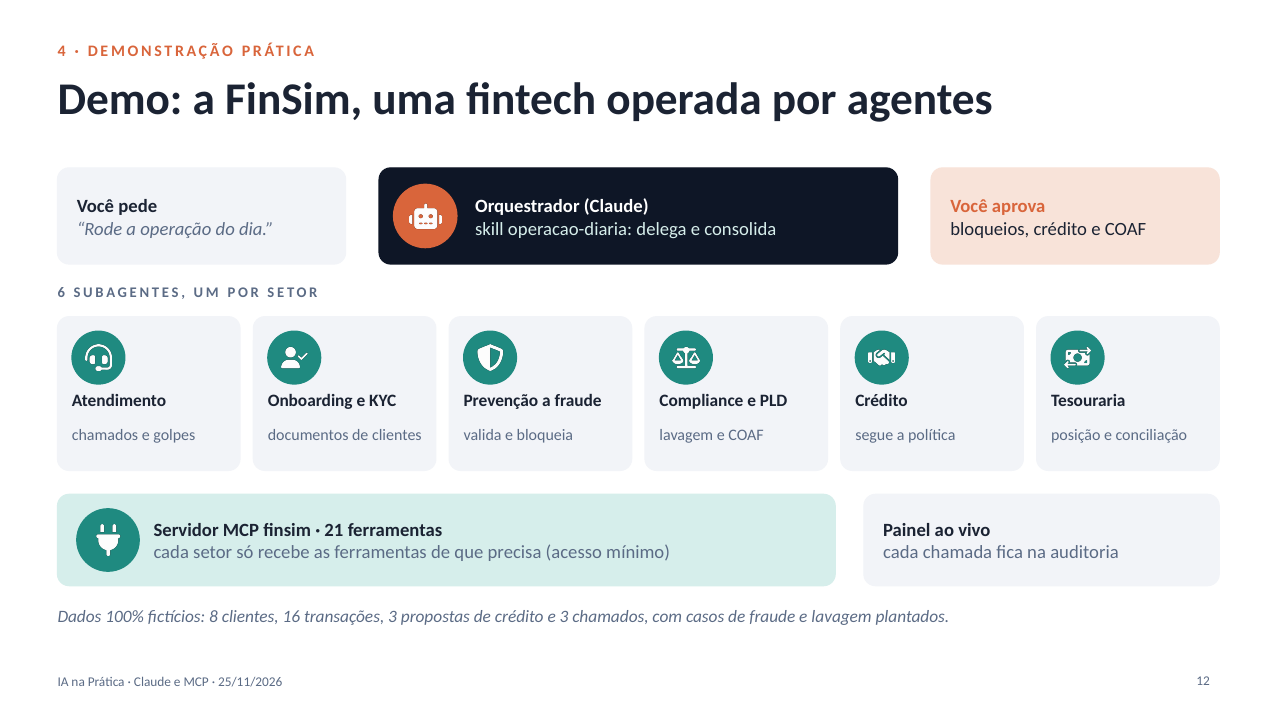 4 · DEMONSTRAÇÃO PRÁTICA
Demo: a FinSim, uma fintech operada por agentes
Você pede
“Rode a operação do dia.”
Orquestrador (Claude)
skill operacao-diaria: delega e consolida
Você aprova
bloqueios, crédito e COAF
6 SUBAGENTES, UM POR SETOR
Atendimento
chamados e golpes
Onboarding e KYC
documentos de clientes
Prevenção a fraude
valida e bloqueia
Compliance e PLD
lavagem e COAF
Crédito
segue a política
Tesouraria
posição e conciliação
Servidor MCP finsim · 21 ferramentas
cada setor só recebe as ferramentas de que precisa (acesso mínimo)
Painel ao vivo
cada chamada fica na auditoria
Dados 100% fictícios: 8 clientes, 16 transações, 3 propostas de crédito e 3 chamados, com casos de fraude e lavagem plantados.
IA na Prática · Claude e MCP · 25/11/2026
12